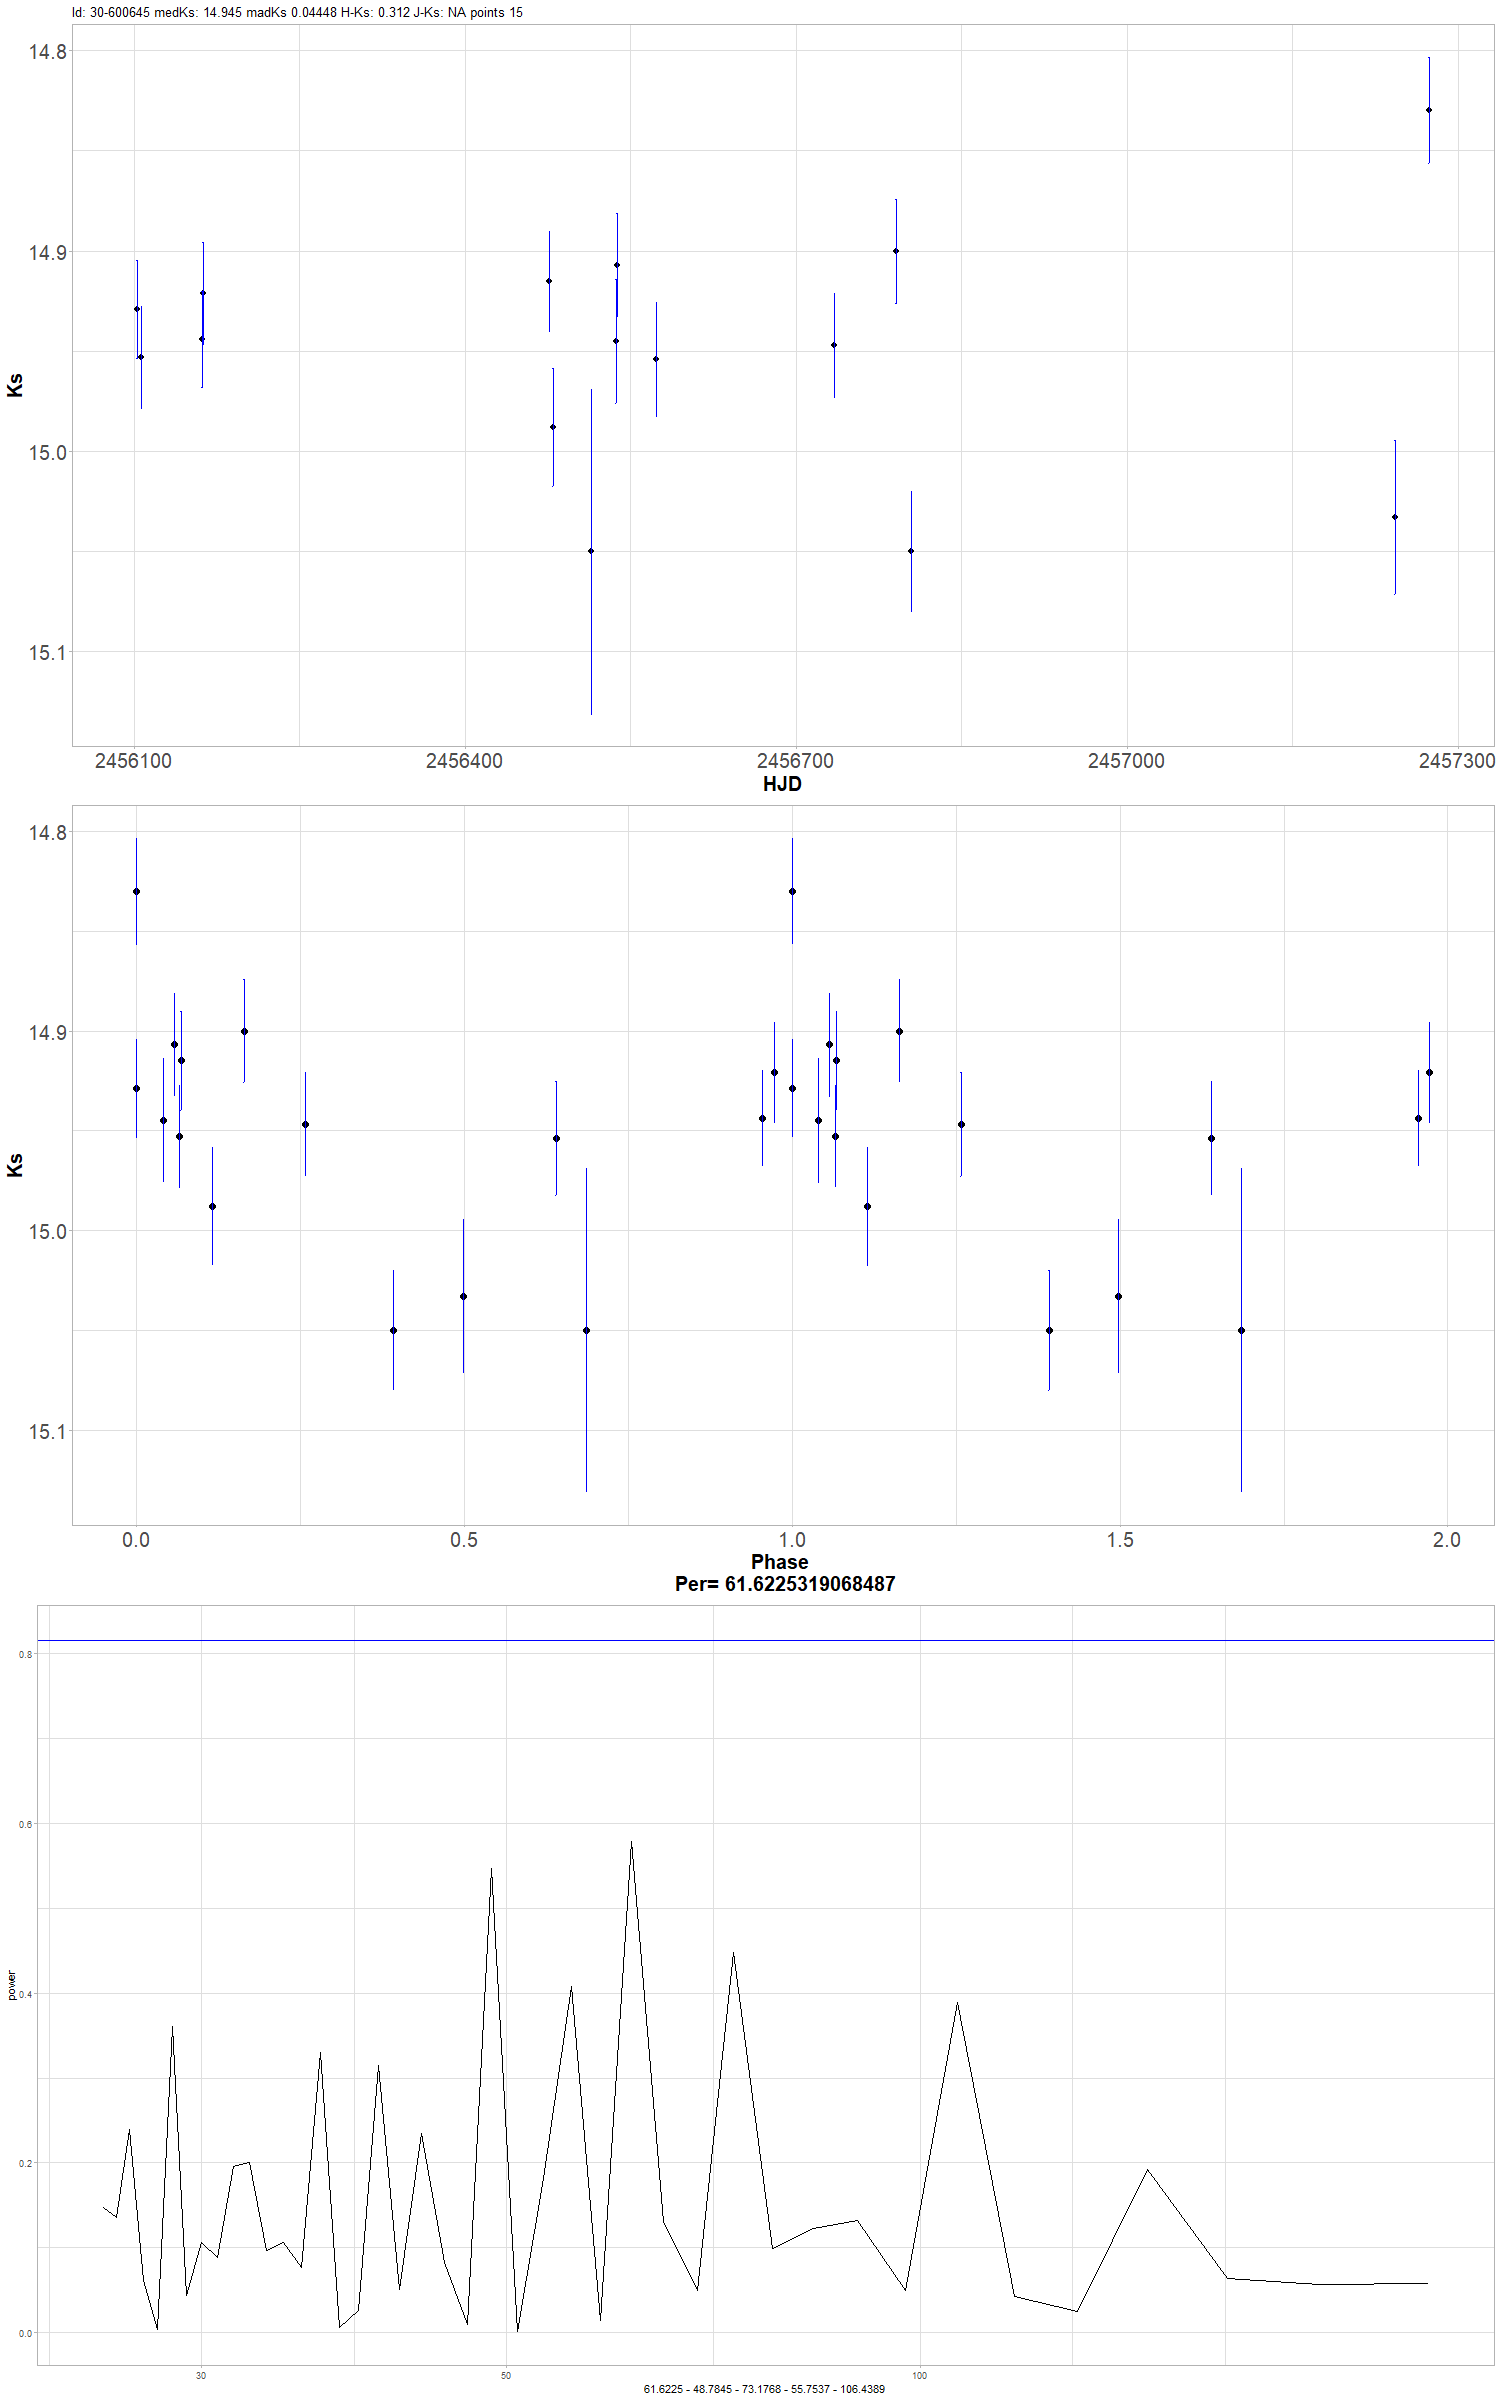 Id: 30-600645 medKs: 14.945 madKs 0.04448 H-Ks: 0.312 J-Ks: NA points 15
14.8
14.9
15.0
15.1
Ks
2456100 2456400 2456700 2457000 2457300
HJD
14.8
14.9
15.0
15.1
Ks
0.0 0.5 1.0 1.5 2.0
Phase
Per= 61.6225319068487
0.8
0.6
0.4
0.2
0.0
power
30 50 100
61.6225 - 48.7845 - 73.1768 - 55.7537 - 106.4389